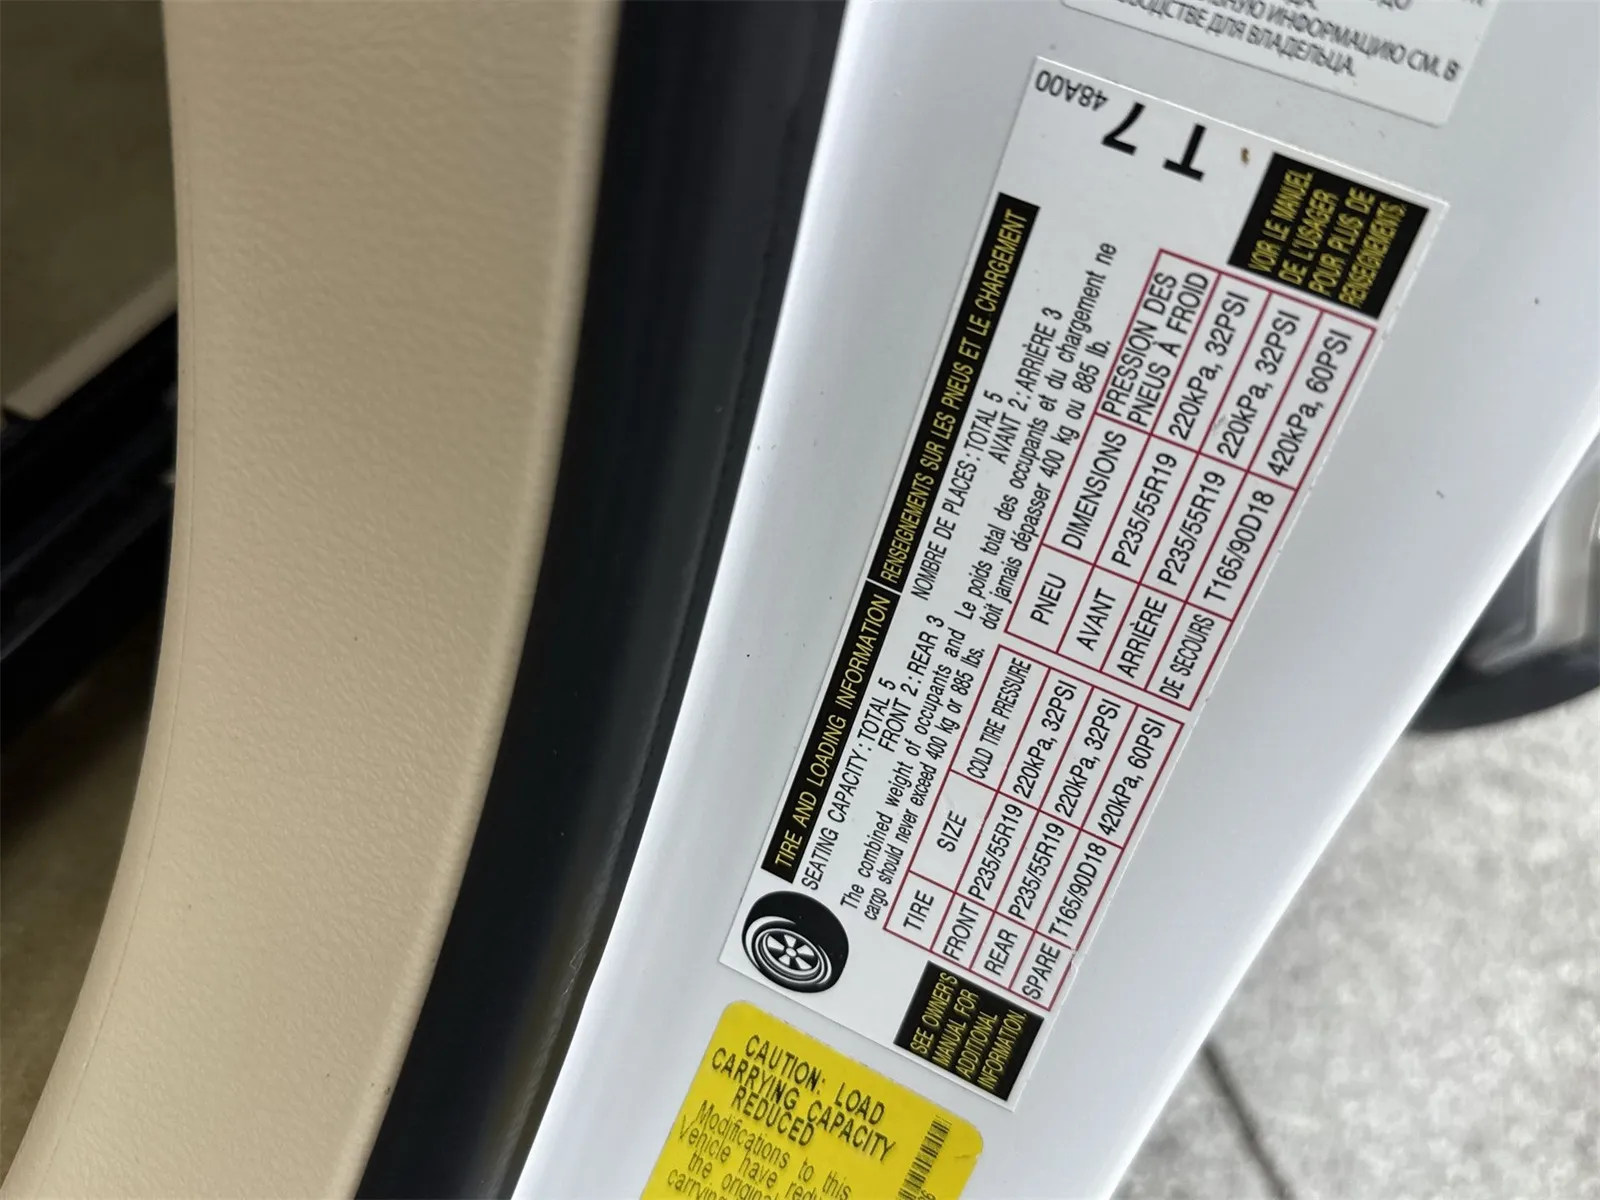 ВОДСТВЕ ДЛЯ ВЛАДЕЛЬЦА.
ИНФОРМАЦИЮ СМ. В
T 7
48A00
TIRE AND LOADING INFORMATION
RENSEIGNEMENTS SUR LES PNEUS ET LE CHARGEMENT
SEATING CAPACITY : TOTAL 5
FRONT 2 : REAR 3
The combined weight of occupants and
cargo should never exceed 400 kg or 885 lbs.
TIRE SIZE COLD TIRE PRESSURE
FRONT P235/55R19 220kPa, 32PSI
REAR P235/55R19 220kPa, 32PSI
SPARE T165/90D18 420kPa, 60PSI
SEE OWNER'S
MANUAL FOR
ADDITIONAL
INFORMATION.
NOMBRE DE PLACES : TOTAL 5
AVANT 2 : ARRIÈRE 3
Le poids total des occupants et du chargement ne
doit jamais dépasser 400 kg ou 885 lb.
PNEU DIMENSIONS PRESSION DES
PNEUS À FROID
AVANT P235/55R19 220kPa, 32PSI
ARRIÈRE P235/55R19 220kPa, 32PSI
DE SECOURS T165/90D18 420kPa, 60PSI
VOIR LE MANUEL
DE L'USAGER
POUR PLUS DE
RENSEIGNEMENTS.
CAUTION: LOAD
CARRYING CAPACITY
REDUCED
Modifications to this
Vehicle have redu
the original
carryin